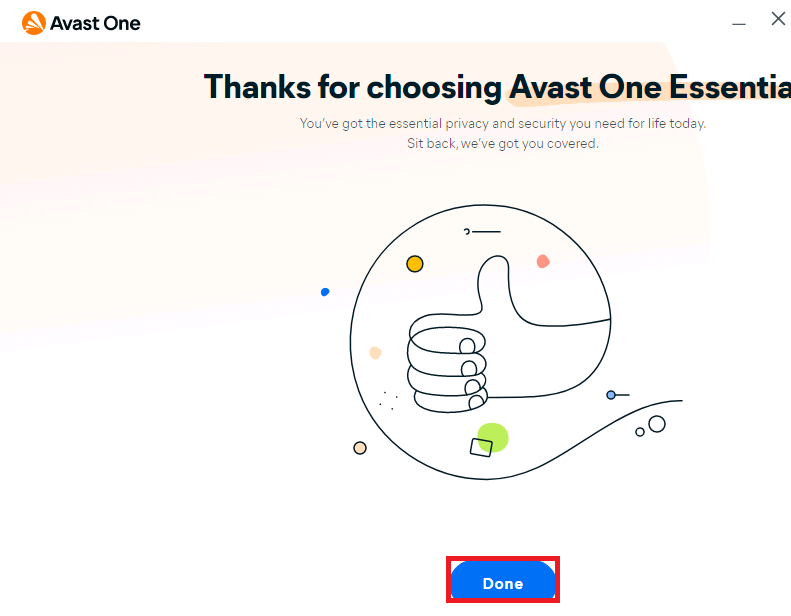 Avast One
Thanks for choosing Avast One Essentia
You've got the essential privacy and security you need for life today.
Sit back, we've got you covered.
Done